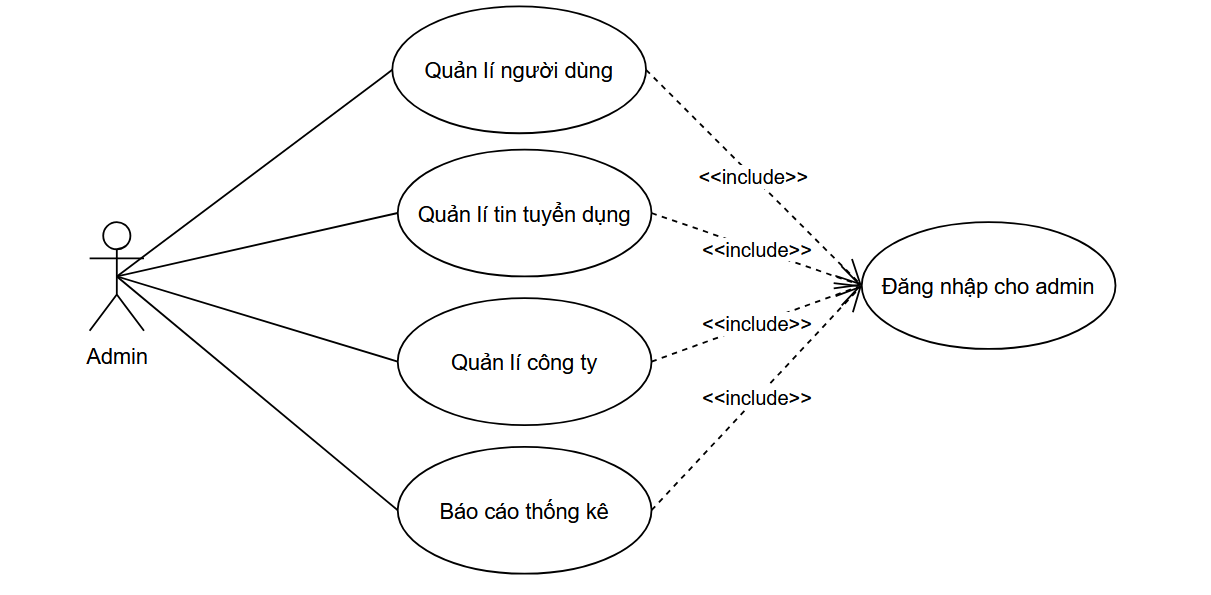 Quản lí người dùng
<<include>>
Quản lí tin tuyển dụng
<<include>>
Đăng nhập cho admin
Admin
Quản lí công ty
<<include>>
<<include>>
Báo cáo thống kê